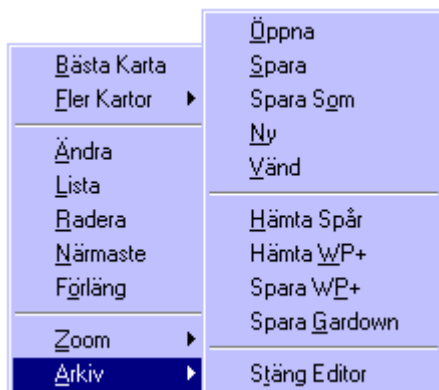 Bästa Karta
Fler Kartor
Ändra
Lista
Radera
Närmaste
Förläng
Zoom
Arkiv
Öppna
Spara
Spara Som
Ny
Vänd
Hämta Spår
Hämta WP+
Spara WP+
Spara Gardown
Stäng Editor